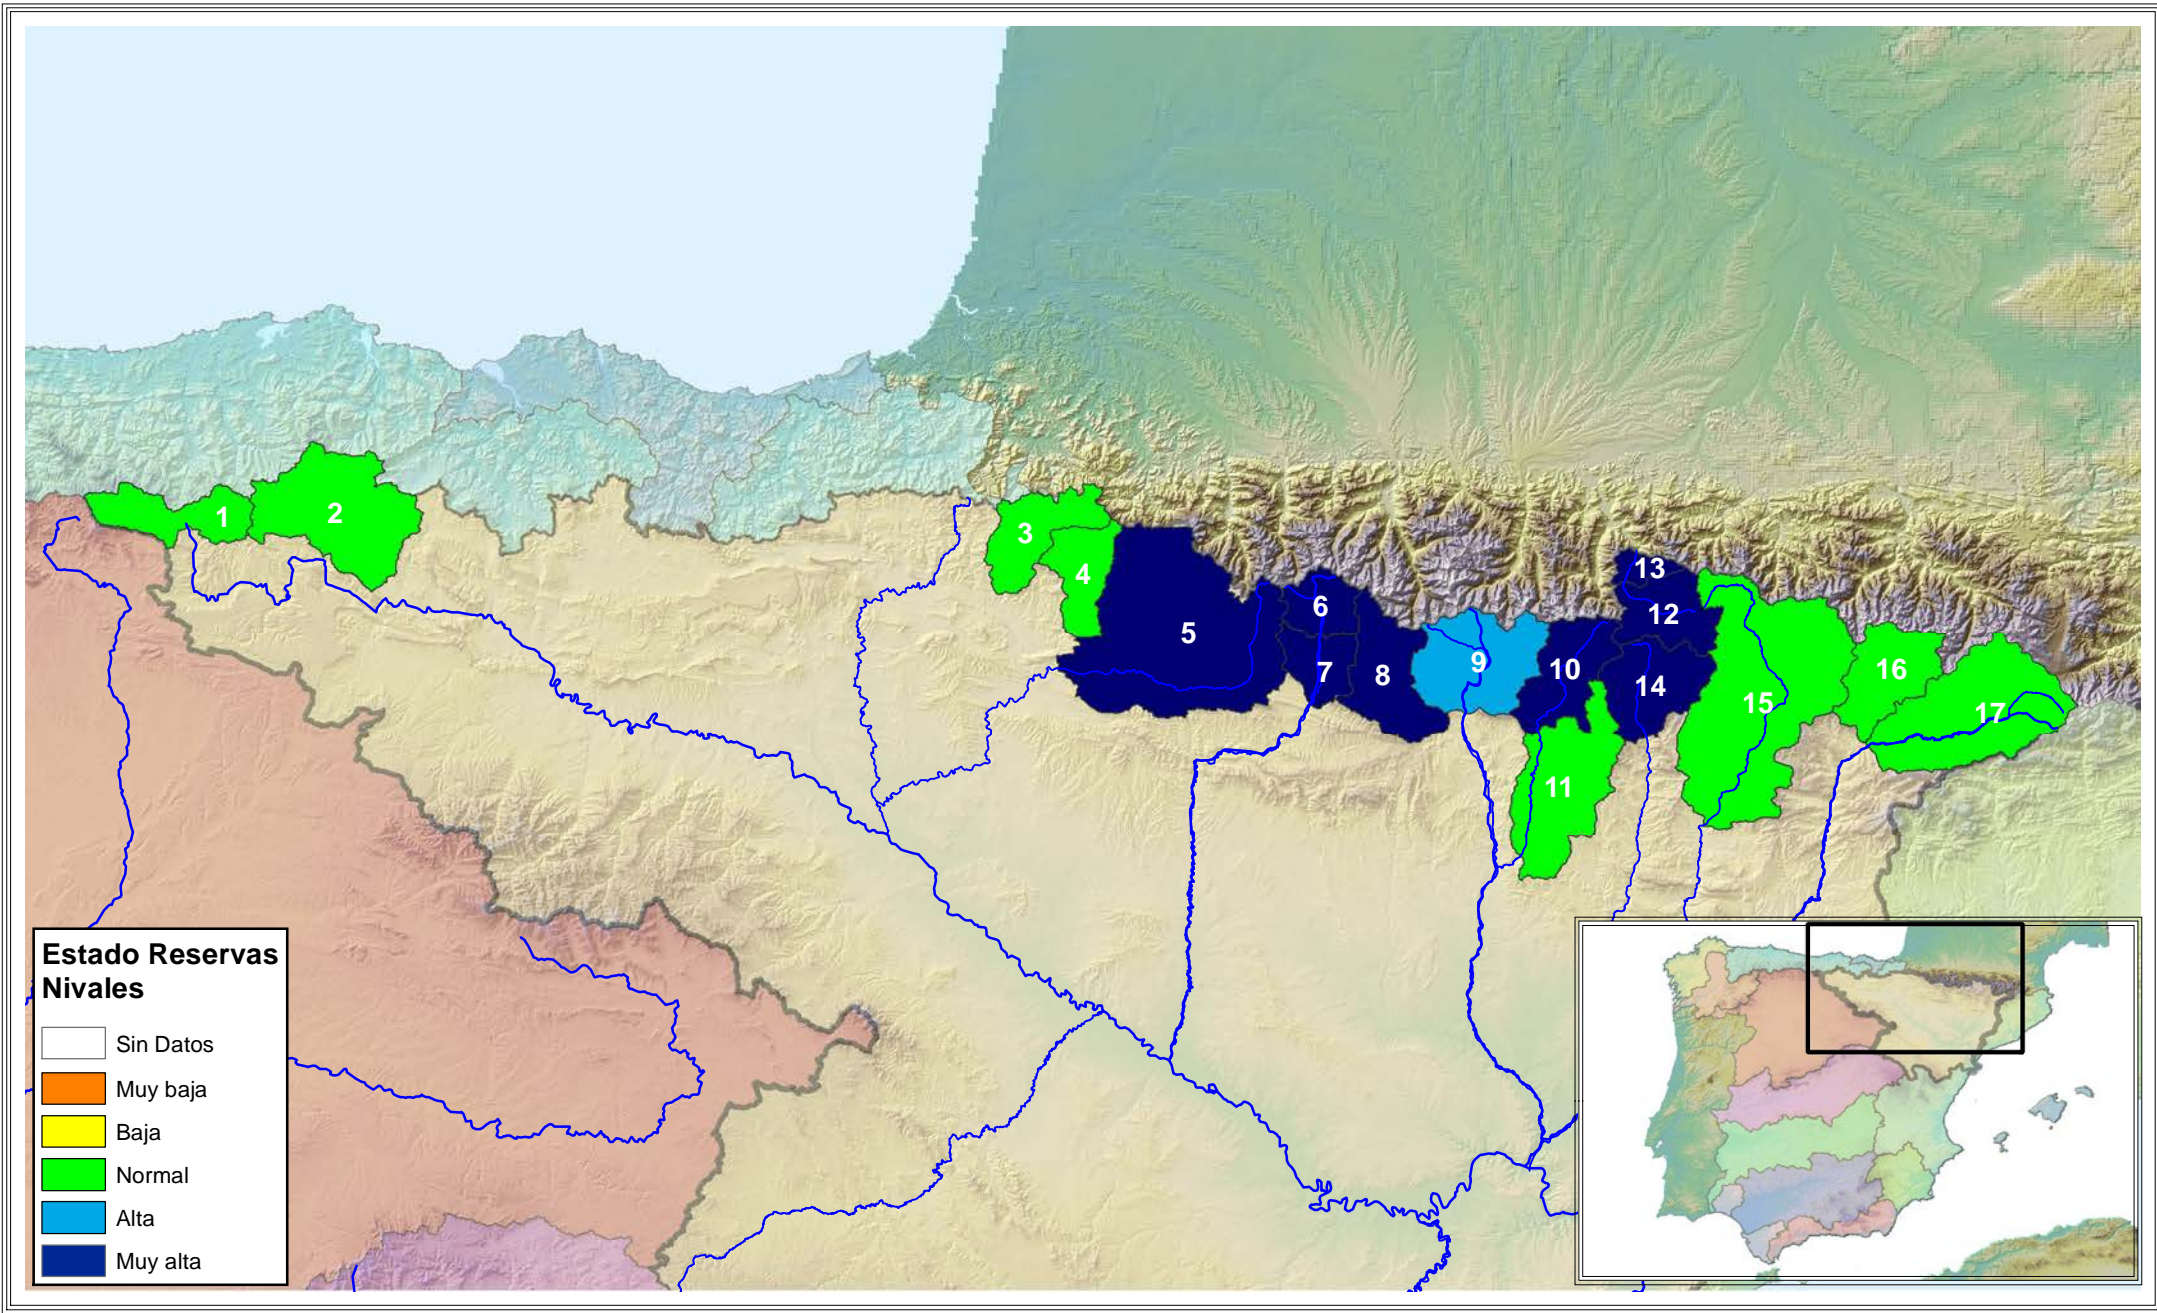 1
2
3
4
5
6
7
8
9
10
11
12
13
14
15
16
17
Estado Reservas
Nivales
Sin Datos
Muy baja
Baja
Normal
Alta
Muy alta